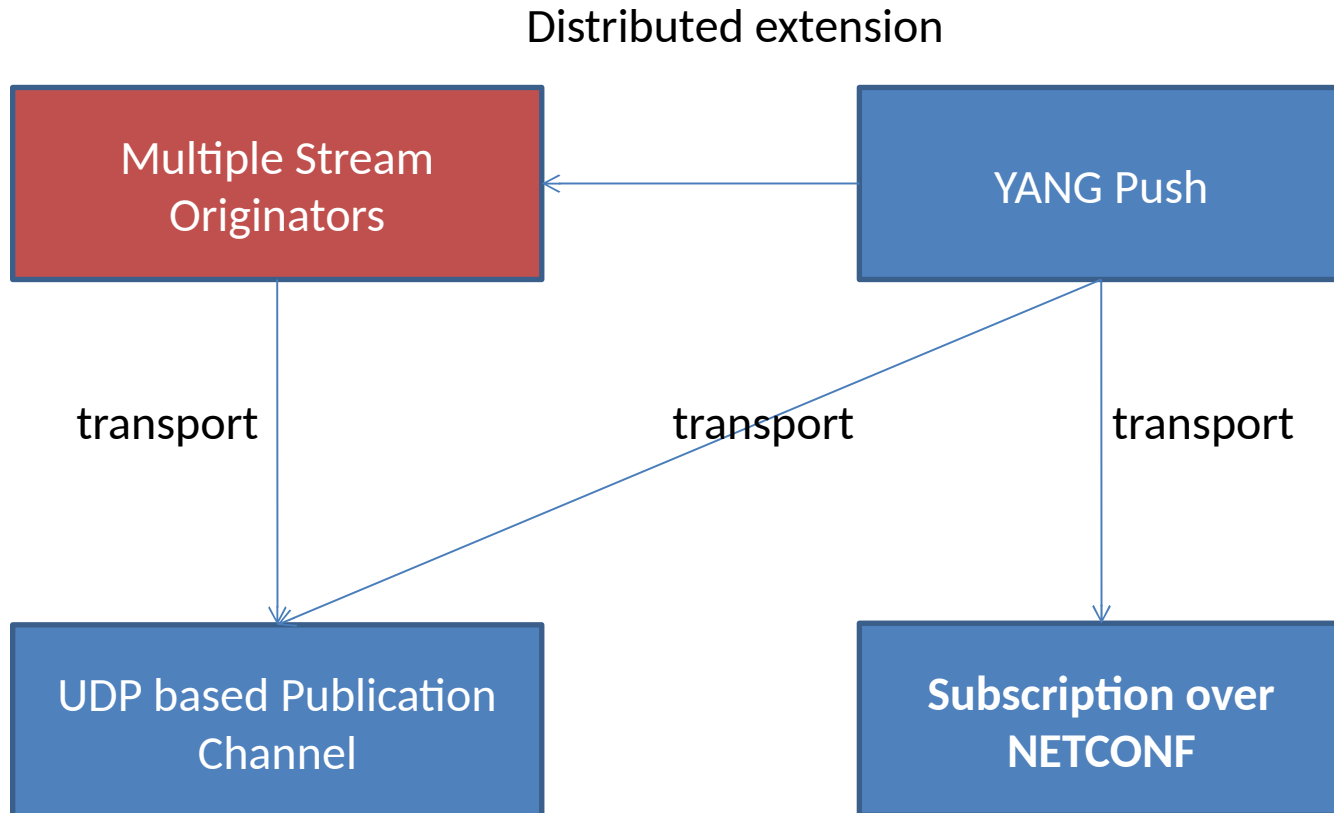 Distributed extension
Multiple Stream
Originators
YANG Push
transport
transport
transport
UDP based Publication
Channel
Subscription over
NETCONF